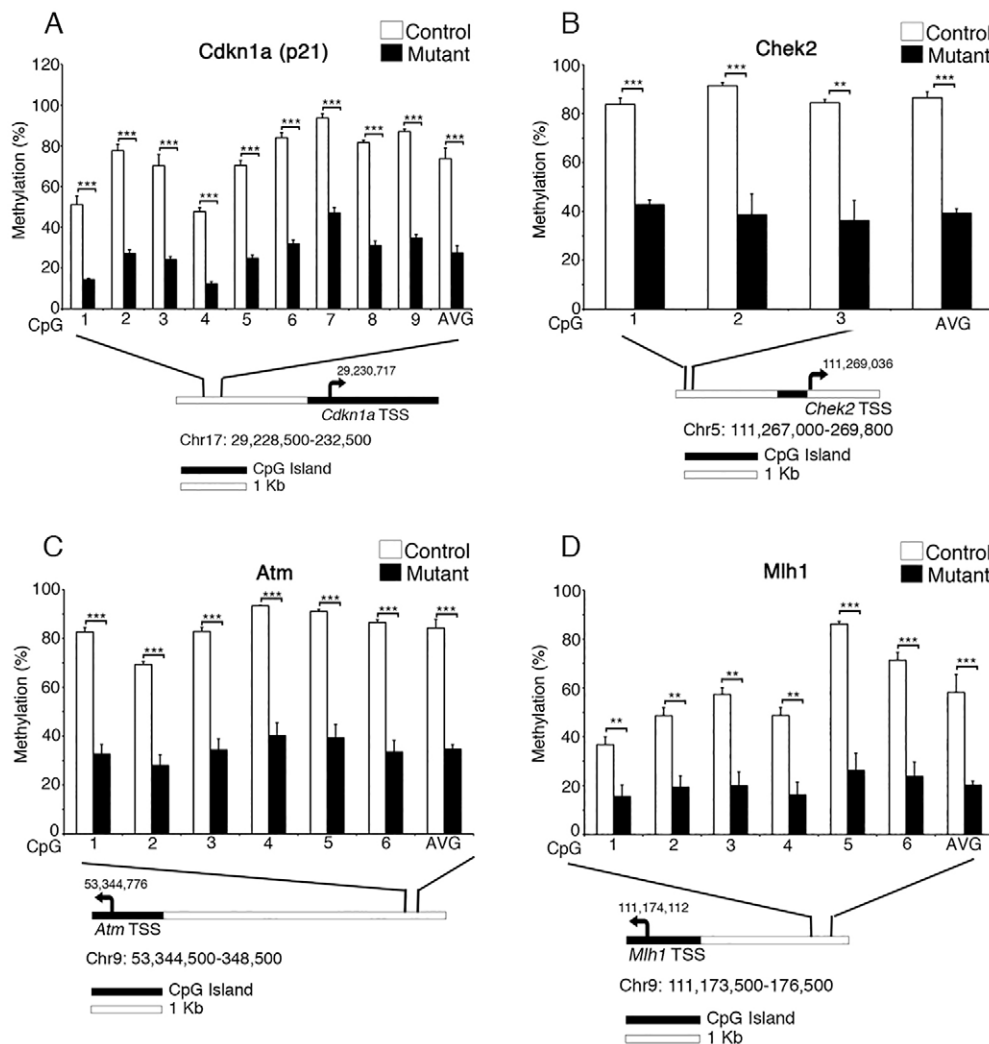 A
Cdkn1a (p21)
Control
Mutant
Methylation (%)
120
100
80
60
40
20
0
*** *** *** *** *** *** *** *** *** ***
CpG 1 2 3 4 5 6 7 8 9 AVG
29,230,717
Cdkn1a TSS
Chr17: 29,228,500-232,500
CpG Island
1 Kb
B
Chek2
Control
Mutant
Methylation (%)
100
80
60
40
20
0
*** *** ** ***
CpG 1 2 3 AVG
111,269,036
Chek2 TSS
Chr5: 111,267,000-269,800
CpG Island
1 Kb
C
Atm
Control
Mutant
Methylation (%)
100
80
60
40
20
0
*** *** *** *** *** *** ***
CpG 1 2 3 4 5 6 AVG
53,344,776
Atm TSS
Chr9: 53,344,500-348,500
CpG Island
1 Kb
D
Mlh1
Control
Mutant
Methylation (%)
100
80
60
40
20
0
** ** ** ** *** *** ***
CpG 1 2 3 4 5 6 AVG
111,174,112
Mlh1 TSS
Chr9: 111,173,500-176,500
CpG Island
1 Kb